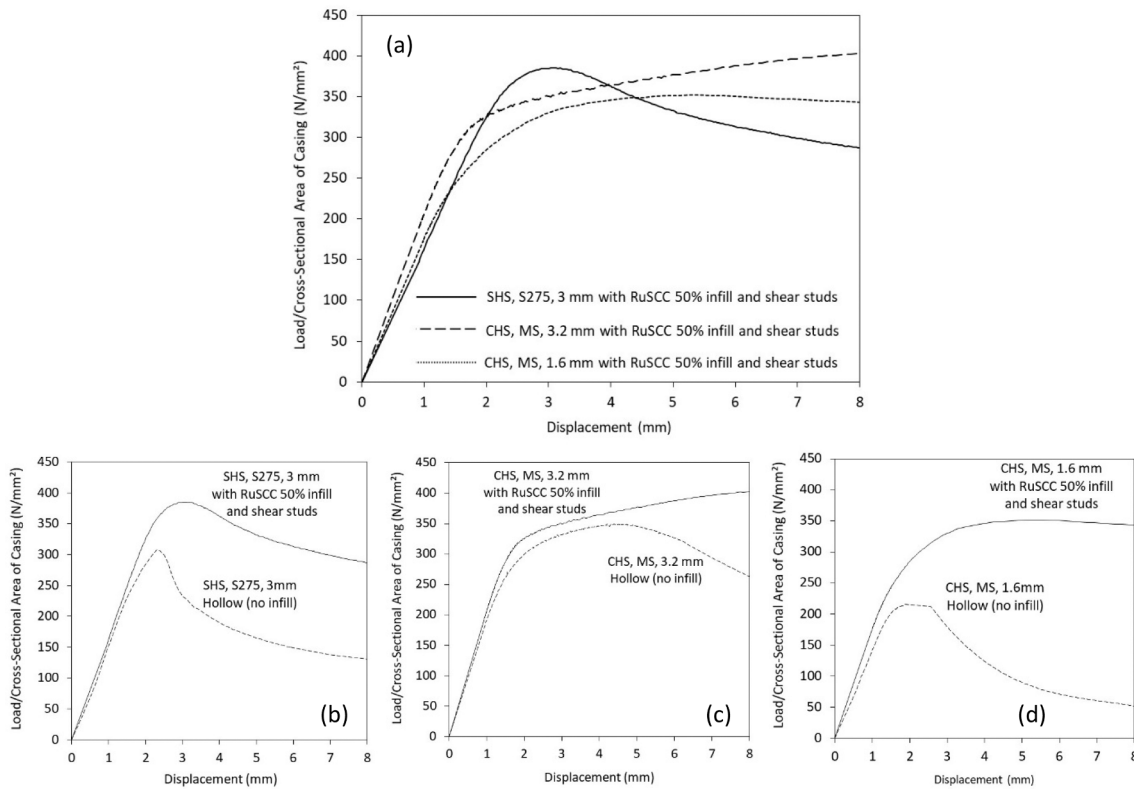 (a)
Load/Cross-Sectional Area of Casing (N/mm²)
450
400
350
300
250
200
150
100
50
0
SHS, S275, 3 mm with RuSCC 50% infill and shear studs
CHS, MS, 3.2 mm with RuSCC 50% infill and shear studs
CHS, MS, 1.6 mm with RuSCC 50% infill and shear studs
0 1 2 3 4 5 6 7 8
Displacement (mm)
Load/Cross-Sectional Area of Casing (N/mm²)
450
400
350
300
250
200
150
100
50
0
SHS, S275, 3 mm
with RuSCC 50% infill
and shear studs
SHS, S275, 3mm
Hollow (no infill)
(b)
0 1 2 3 4 5 6 7 8
Displacement (mm)
Load/Cross-Sectional Area of Casing (N/mm²)
450
400
350
300
250
200
150
100
50
0
CHS, MS, 3.2 mm
with RuSCC 50% infill
and shear studs
CHS, MS, 3.2 mm
Hollow (no infill)
(c)
0 1 2 3 4 5 6 7 8
Displacement (mm)
Load/Cross-Sectional Area of Casing (N/mm²)
450
400
350
300
250
200
150
100
50
0
CHS, MS, 1.6 mm
with RuSCC 50% infill
and shear studs
CHS, MS, 1.6mm
Hollow (no infill)
(d)
0 1 2 3 4 5 6 7 8
Displacement (mm)